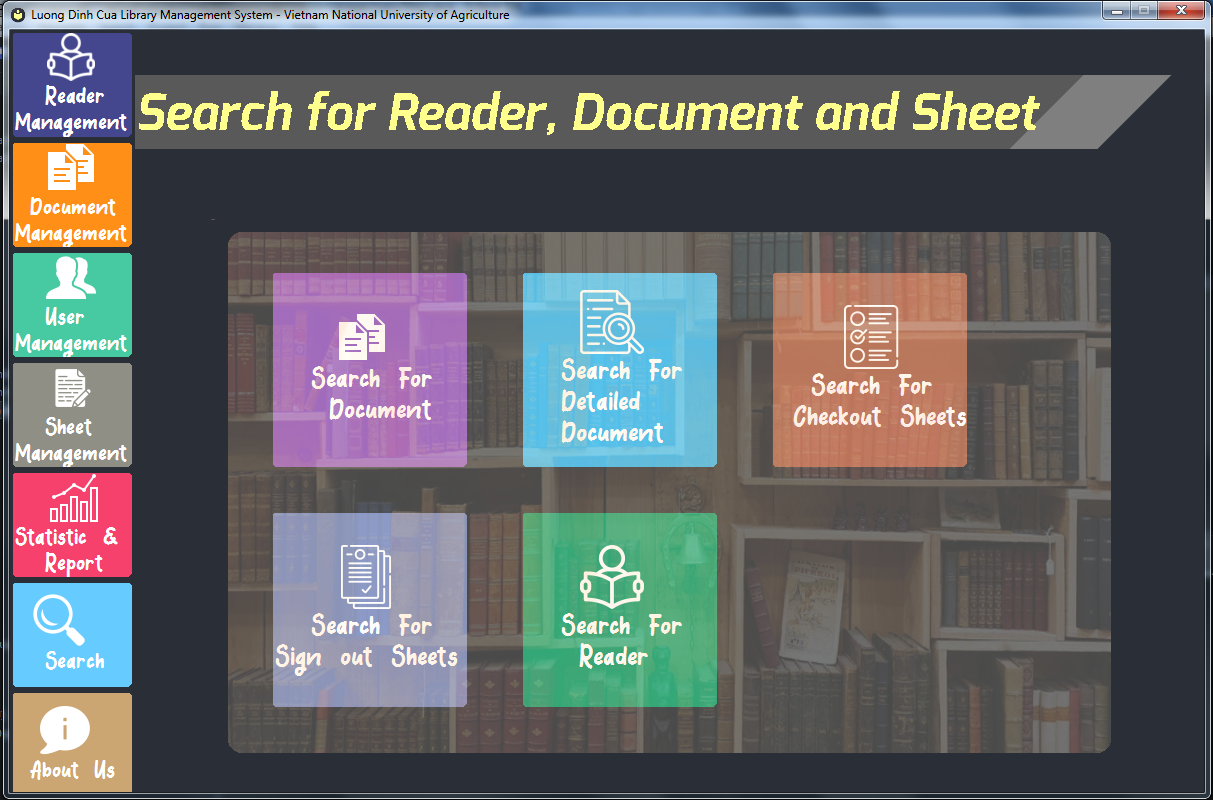 Luong Dinh Cua Library Management System - Vietnam National University of Agriculture
Reader
Management
Document
Management
User
Management
Sheet
Management
Statistic &
Report
Search
About Us
Search for Reader, Document and Sheet
Search For
Document
Search For
Detailed
Document
Search For
Checkout Sheets
Search For
Sign out Sheets
Search For
Reader